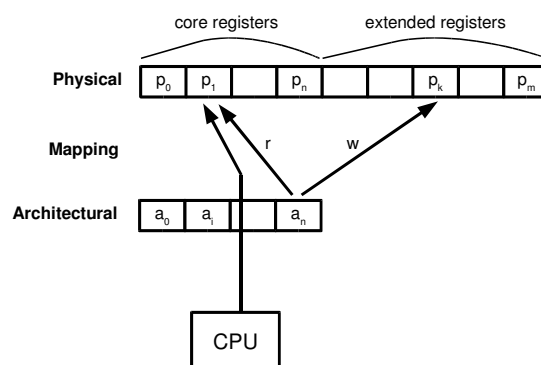 core registers extended registers
Physical p₀ p₁ pₙ pₖ pₘ
Mapping r w
Architectural a₀ aᵢ aₙ
CPU